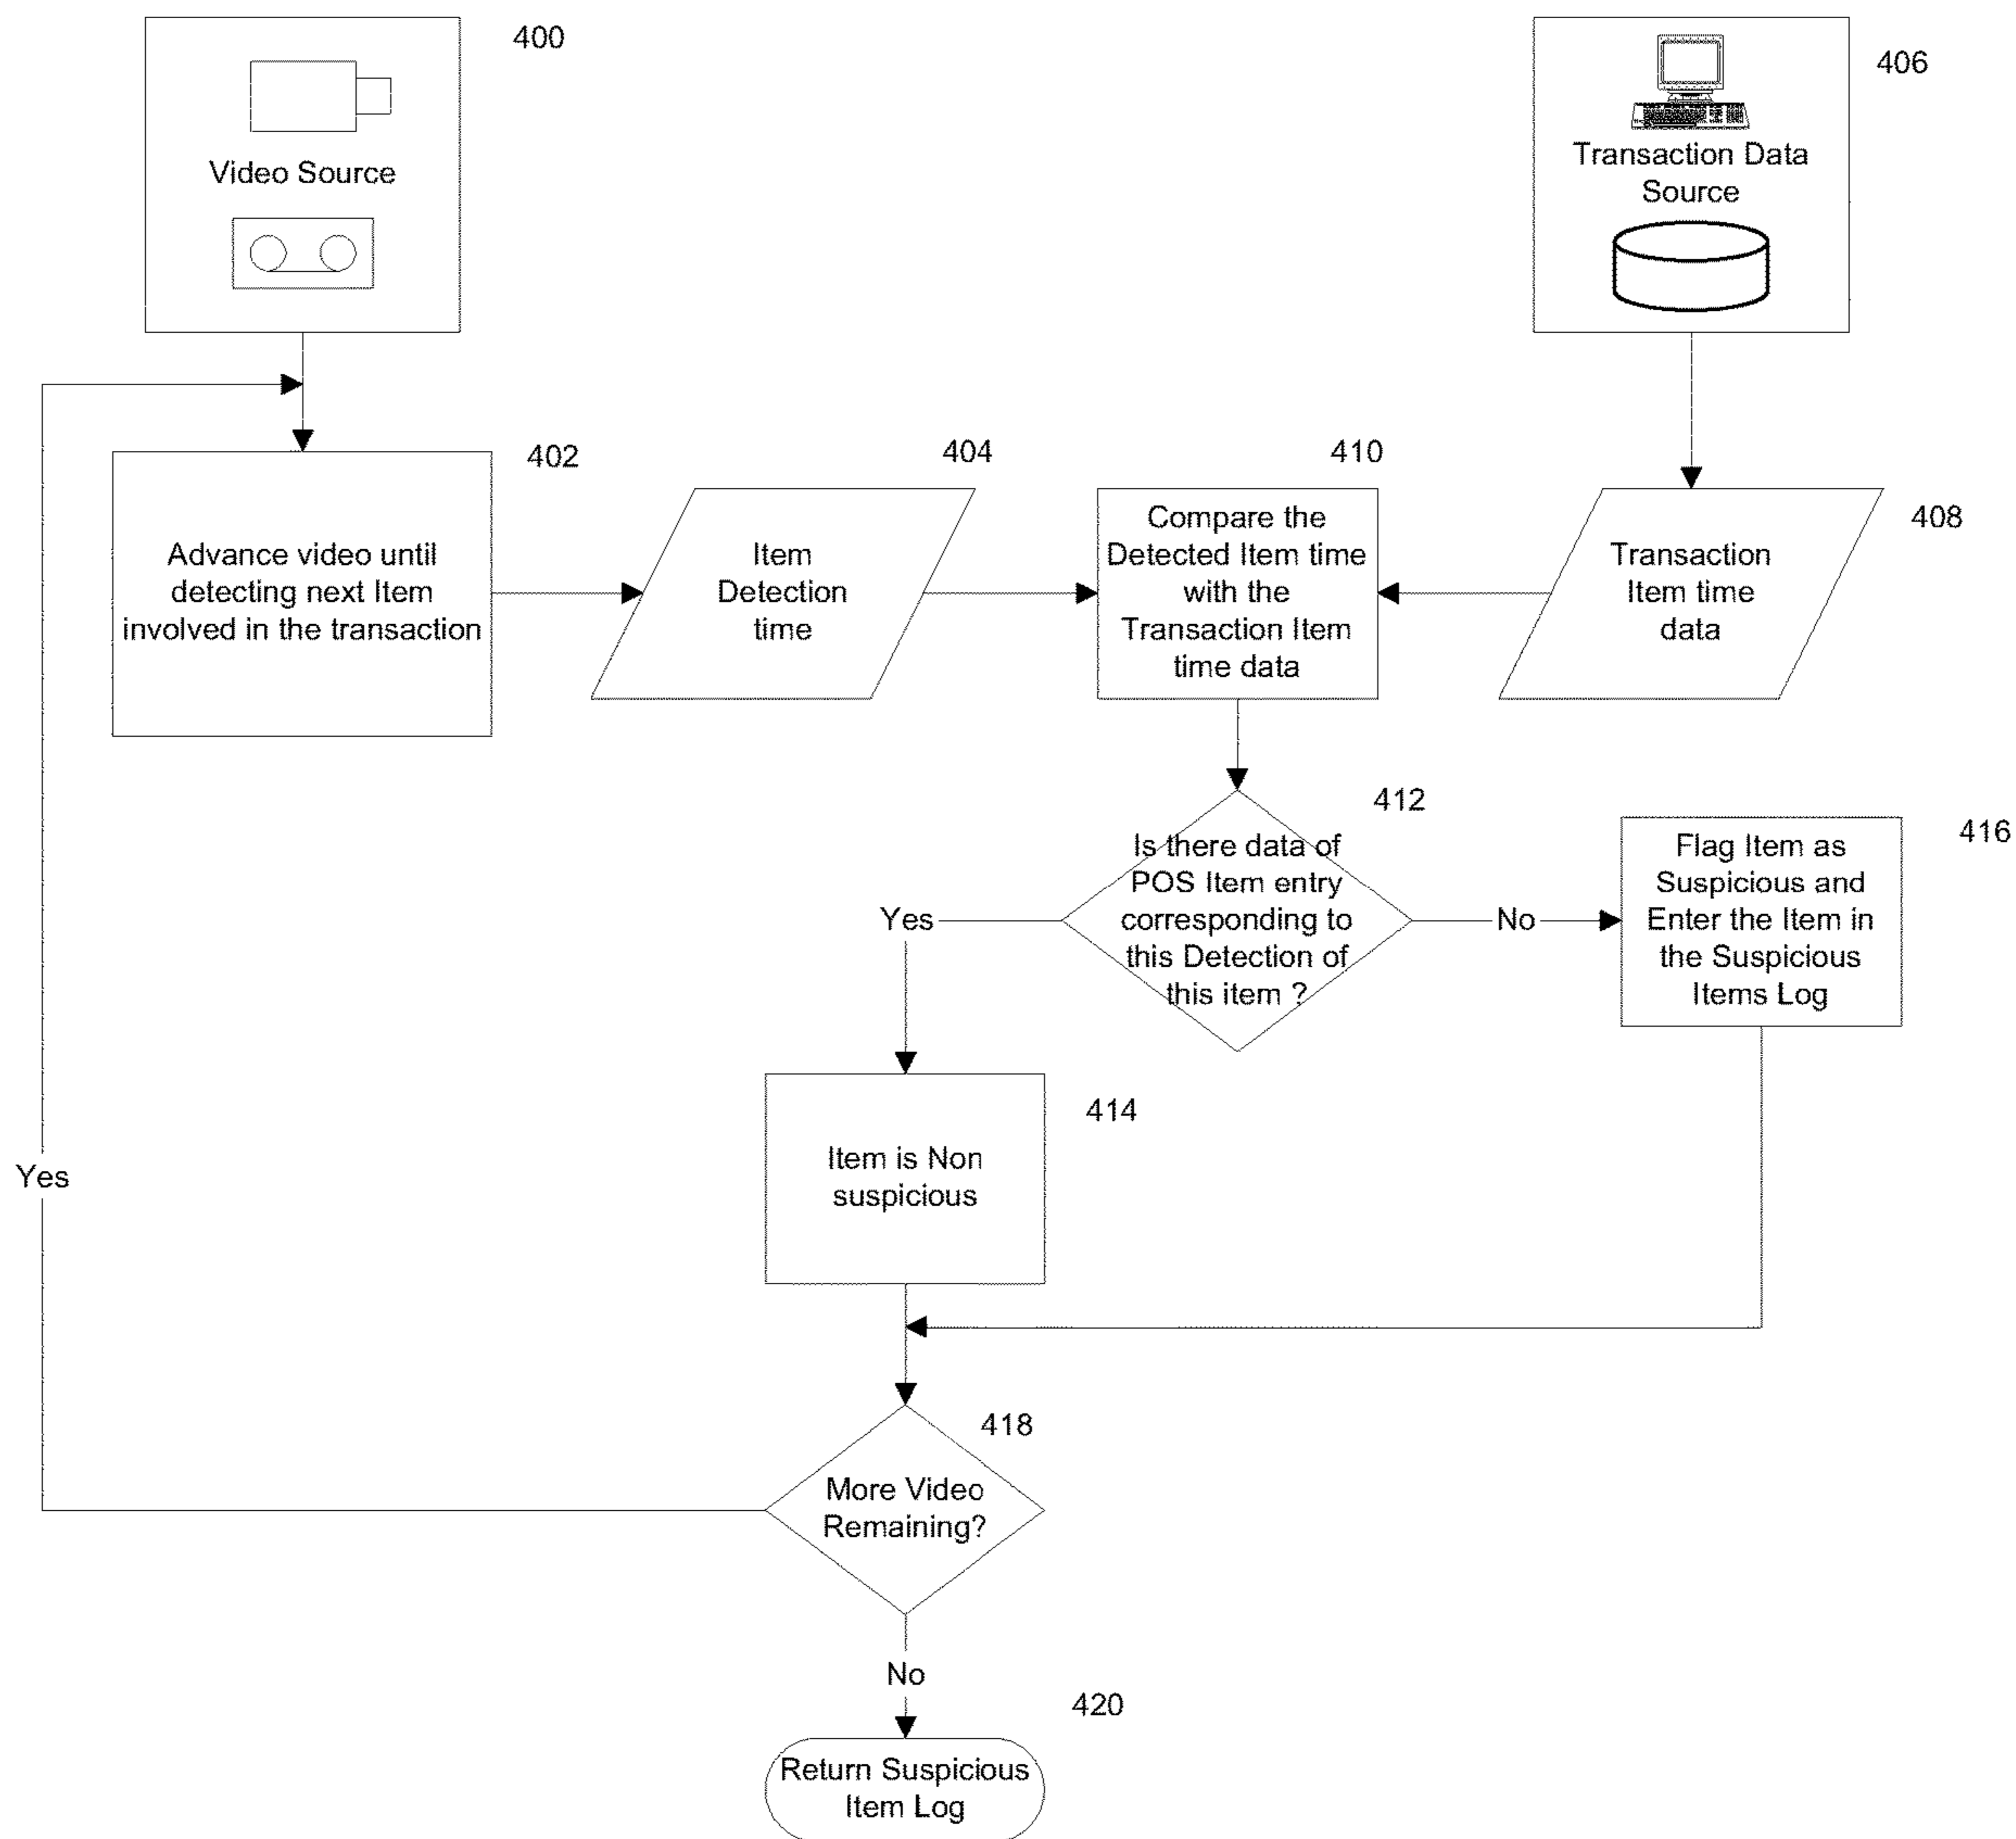 400
Video Source
406
Transaction Data
Source
402
Advance video until
detecting next Item
involved in the transaction
404
Item
Detection
time
410
Compare the
Detected Item time
with the
Transaction Item
time data
408
Transaction
Item time
data
412
Is there data of
POS Item entry
corresponding to
this Detection of
this item ?
Yes
No
416
Flag Item as
Suspicious and
Enter the Item in
the Suspicious
Items Log
414
Item is Non
suspicious
Yes
418
More Video
Remaining?
No
420
Return Suspicious
Item Log